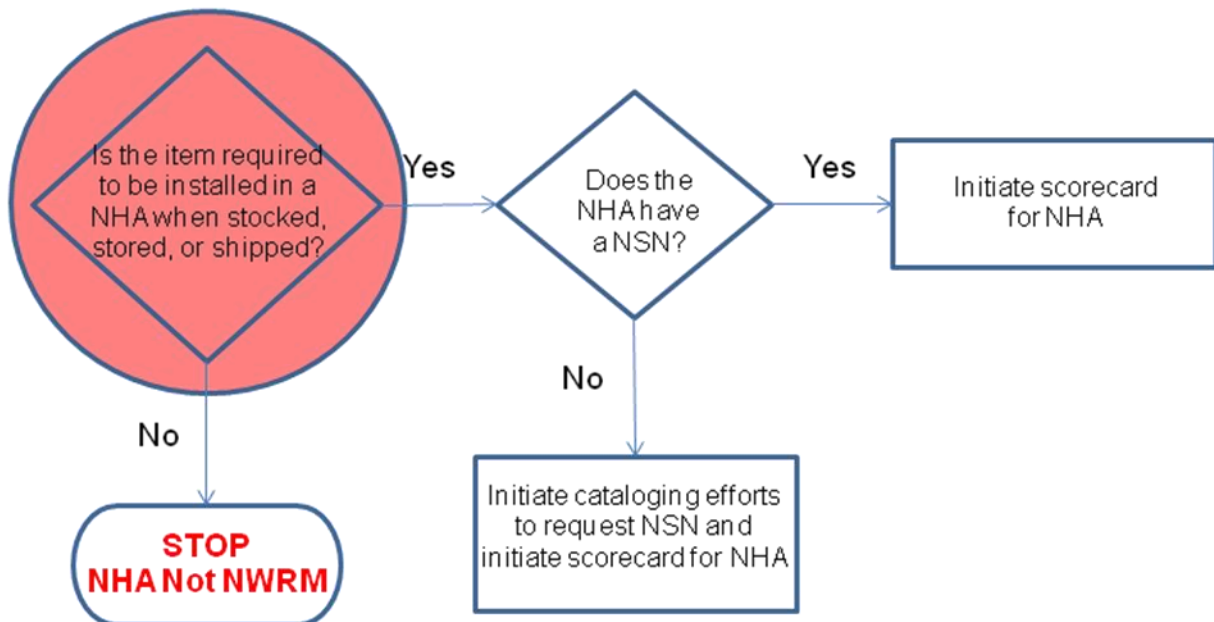 Is the item required
to be installed in a
NHA when stocked,
stored, or shipped?
Yes
Does the
NHA have
a NSN?
Yes
Initiate scorecard
for NHA
No
STOP
NHA Not NWRM
No
Initiate cataloging efforts
to request NSN and
initiate scorecard for NHA